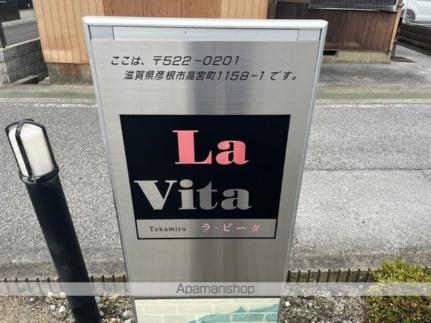 ここは、〒522-0201
滋賀県彦根市高宮町1158-1です。
La
Vita
Takamiya ラ・ビータ
Apamanshop